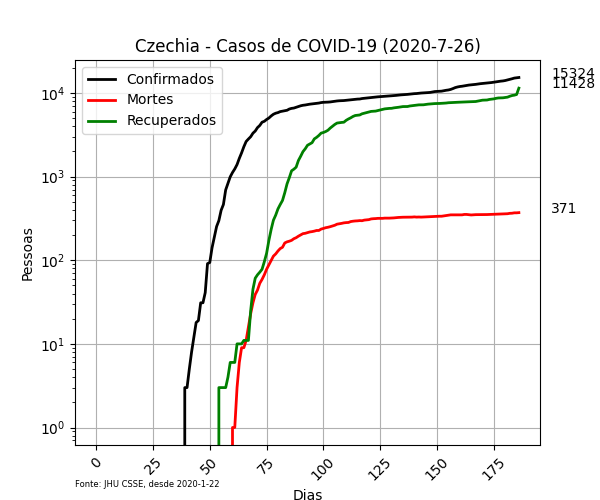 Czechia - Casos de COVID-19 (2020-7-26)
Confirmados
Mortes
Recuperados
15324
11428
371
10⁴
10³
10²
10¹
10⁰
Pessoas
0 25 50 75 100 125 150 175
Fonte: JHU CSSE, desde 2020-1-22
Dias